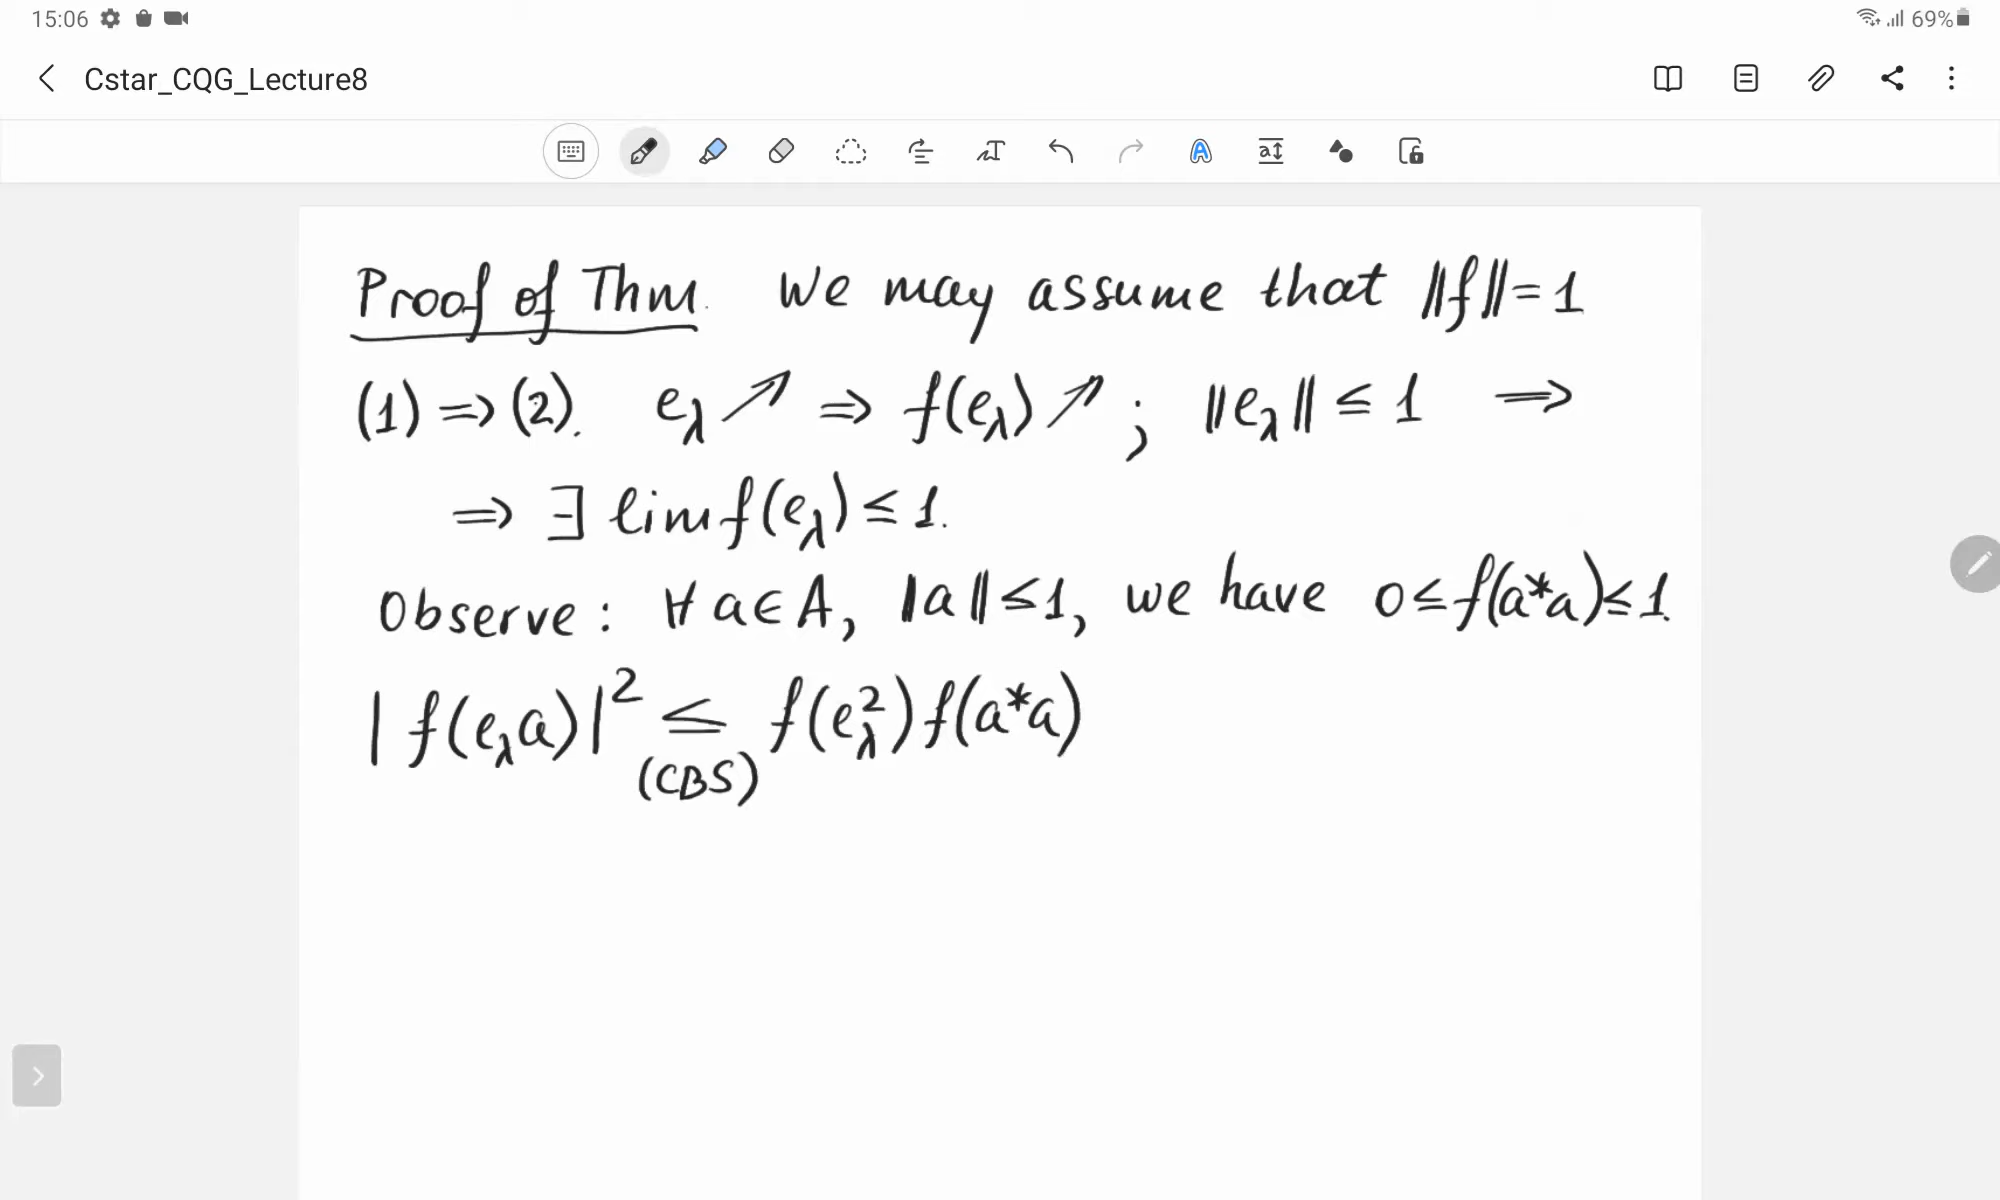 15:06 69%
Cstar_CQG_Lecture8
Proof of Thm. We may assume that ‖f‖=1
(1) ⇒ (2). e_λ ↗ ⇒ f(e_λ) ↗ ; ‖e_λ‖ ≤ 1 ⇒
⇒ ∃ lim f(e_λ) ≤ 1.
Observe: ∀ a∈A, ‖a‖≤1, we have 0≤f(a*a)≤1.
|f(e_λ a)|² ≤ f(e_λ²) f(a*a)
(CBS)